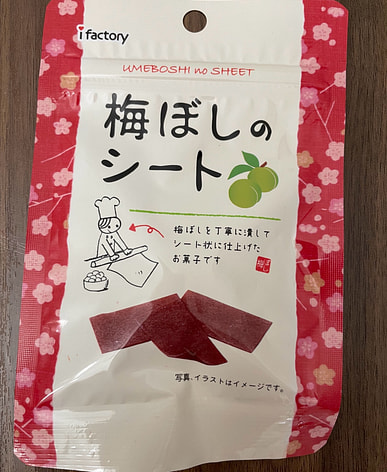 i factory
UMEBOSHI no SHEET
梅ぼしの
シート
梅ぼしを丁寧に潰して
シート状に仕上げた
お菓子です
写真、イラストはイメージです。